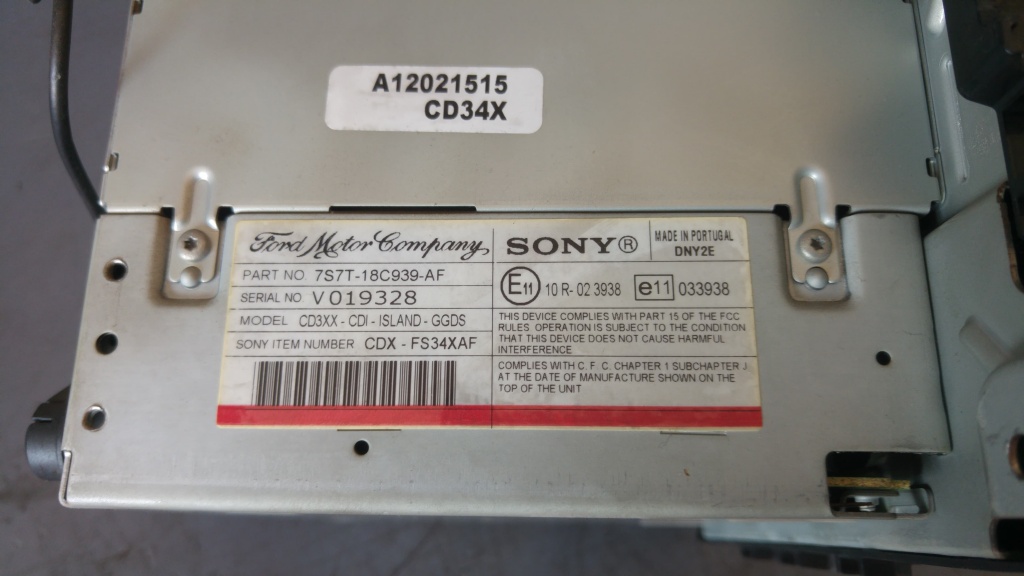 A12021515
CD34X
Ford Motor Company
PART NO 7S7T-18C939-AF
SERIAL NO V019328
MODEL CD3XX - CDI - ISLAND - GGDS
SONY ITEM NUMBER CDX - FS34XAF
SONY®
MADE IN PORTUGAL
DNY2E
E11 10 R- 02 3938 e11 033938
THIS DEVICE COMPLIES WITH PART 15 OF THE FCC
RULES OPERATION IS SUBJECT TO THE CONDITION
THAT THIS DEVICE DOES NOT CAUSE HARMFUL
INTERFERENCE
COMPLIES WITH C. F. C. CHAPTER 1 SUBCHAPTER J.
AT THE DATE OF MANUFACTURE SHOWN ON THE
TOP OF THE UNIT